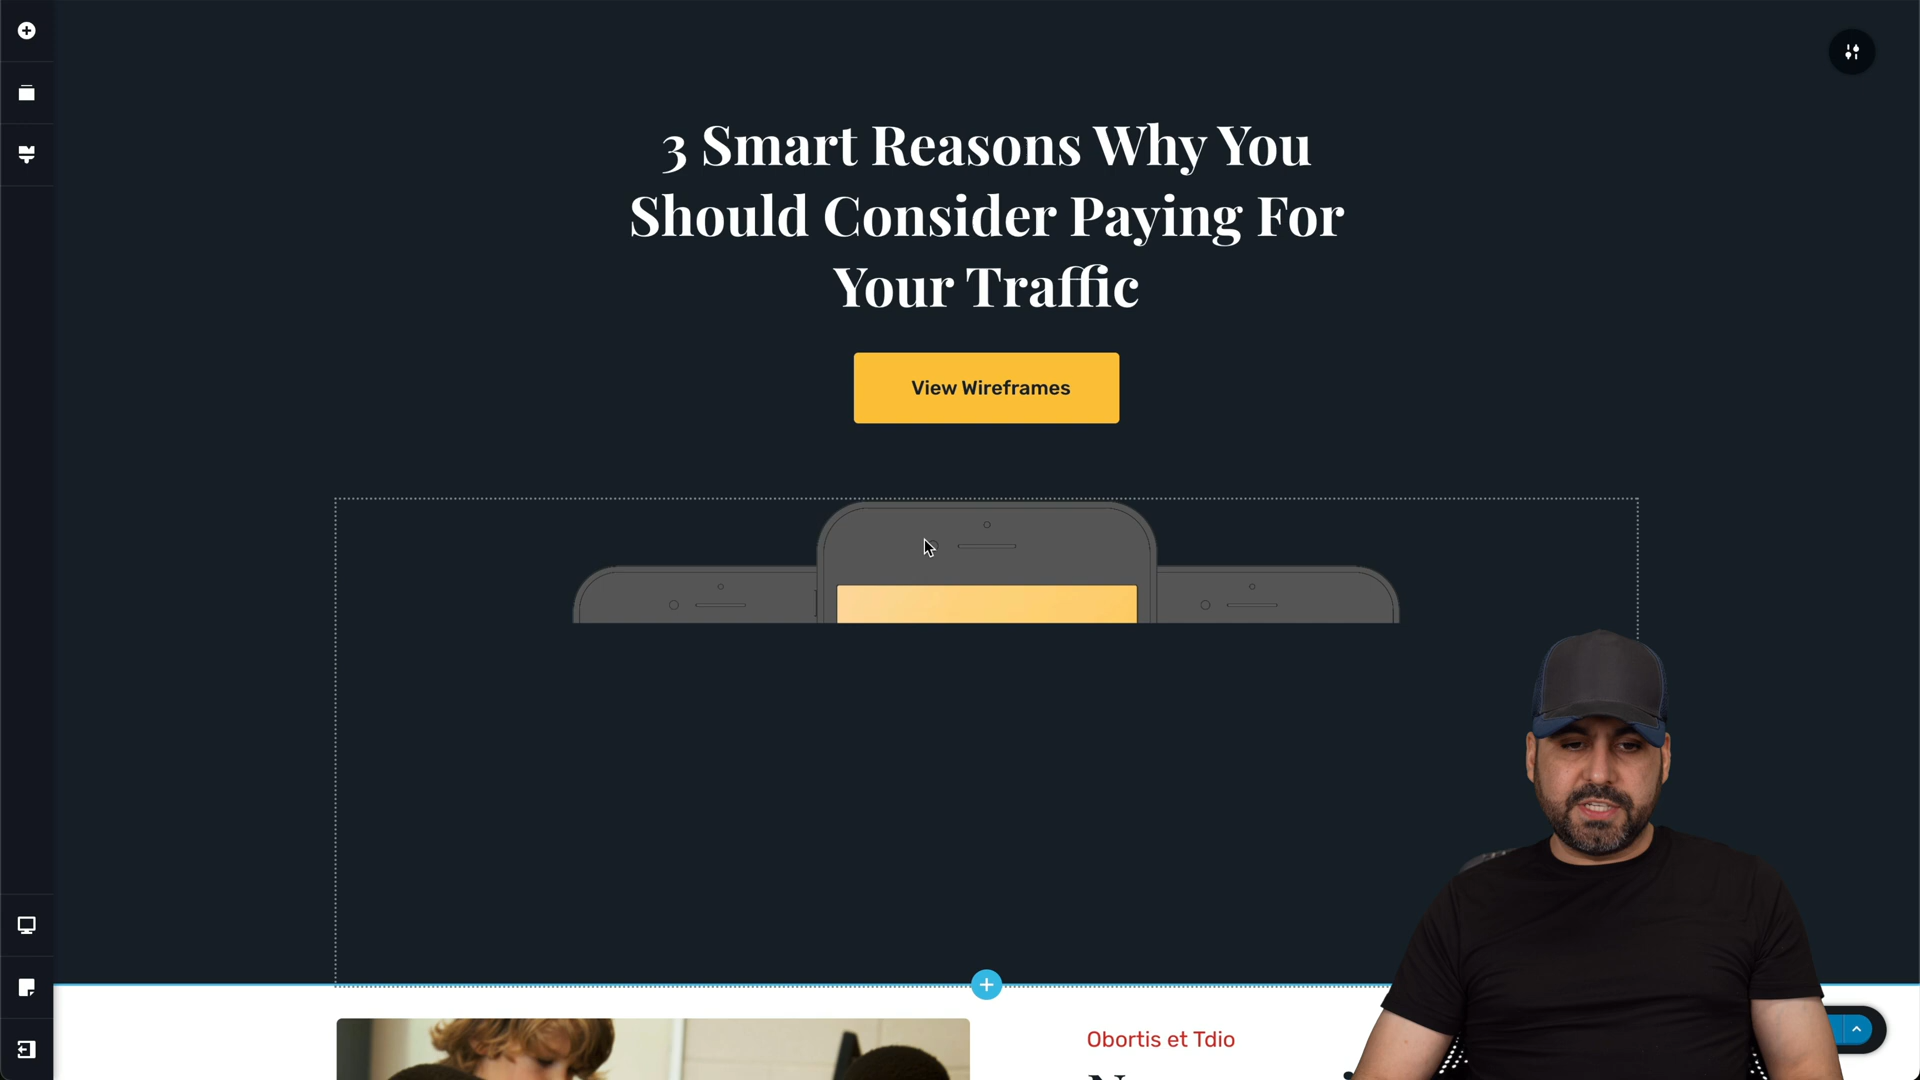 3 Smart Reasons Why You
Should Consider Paying For
Your Traffic
View Wireframes
Obortis et Tdio